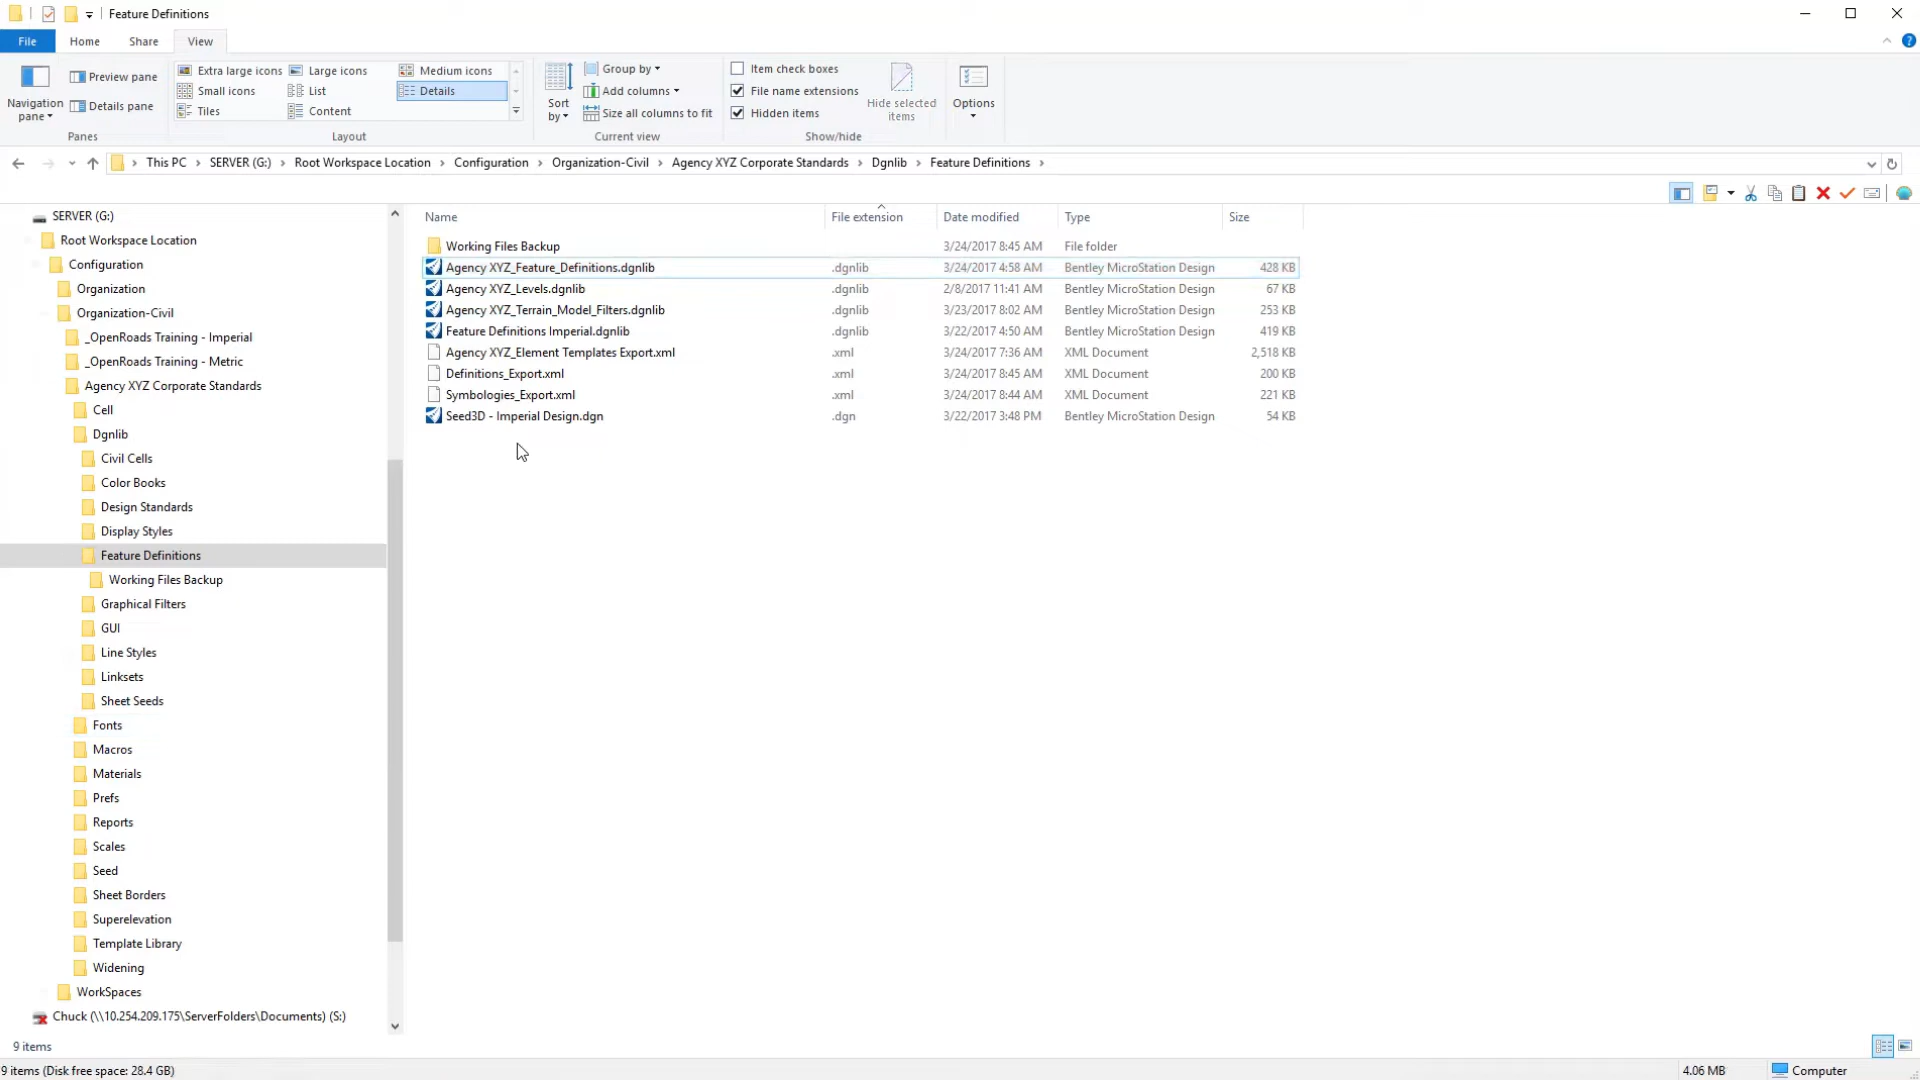 Feature Definitions
File Home Share View
Navigation pane
Preview pane
Details pane
Panes
Extra large icons Large icons Medium icons
Small icons List Details
Tiles Content
Layout
Sort by
Group by
Add columns
Size all columns to fit
Current view
Item check boxes
File name extensions
Hidden items
Hide selected items
Show/hide
Options
This PC > SERVER (G:) > Root Workspace Location > Configuration > Organization-Civil > Agency XYZ Corporate Standards > Dgnlib > Feature Definitions >
SERVER (G:)
Root Workspace Location
Configuration
Organization
Organization-Civil
_OpenRoads Training - Imperial
_OpenRoads Training - Metric
Agency XYZ Corporate Standards
Cell
Dgnlib
Civil Cells
Color Books
Design Standards
Display Styles
Feature Definitions
Working Files Backup
Graphical Filters
GUI
Line Styles
Linksets
Sheet Seeds
Fonts
Macros
Materials
Prefs
Reports
Scales
Seed
Sheet Borders
Superelevation
Template Library
Widening
WorkSpaces
Chuck (\\10.254.209.175\ServerFolders\Documents) (S:)
Name File extension Date modified Type Size
Working Files Backup 3/24/2017 8:45 AM File folder
Agency XYZ_Feature_Definitions.dgnlib .dgnlib 3/24/2017 4:58 AM Bentley MicroStation Design 428 KB
Agency XYZ_Levels.dgnlib .dgnlib 2/8/2017 11:41 AM Bentley MicroStation Design 67 KB
Agency XYZ_Terrain_Model_Filters.dgnlib .dgnlib 3/23/2017 8:02 AM Bentley MicroStation Design 253 KB
Feature Definitions Imperial.dgnlib .dgnlib 3/22/2017 4:50 AM Bentley MicroStation Design 419 KB
Agency XYZ_Element Templates Export.xml .xml 3/24/2017 7:36 AM XML Document 2,518 KB
Definitions_Export.xml .xml 3/24/2017 8:45 AM XML Document 200 KB
Symbologies_Export.xml .xml 3/24/2017 8:44 AM XML Document 221 KB
Seed3D - Imperial Design.dgn .dgn 3/22/2017 3:48 PM Bentley MicroStation Design 54 KB
9 items
9 items (Disk free space: 28.4 GB) 4.06 MB Computer